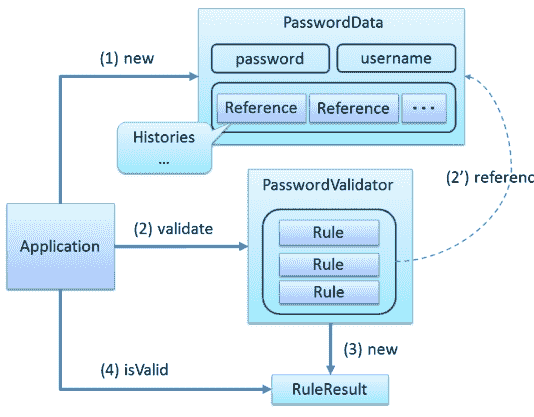 PasswordData
(1) new
password
username
Reference
Reference
...
Histories
...
(2') referenc
PasswordValidator
Application
(2) validate
Rule
Rule
Rule
(3) new
(4) isValid
RuleResult